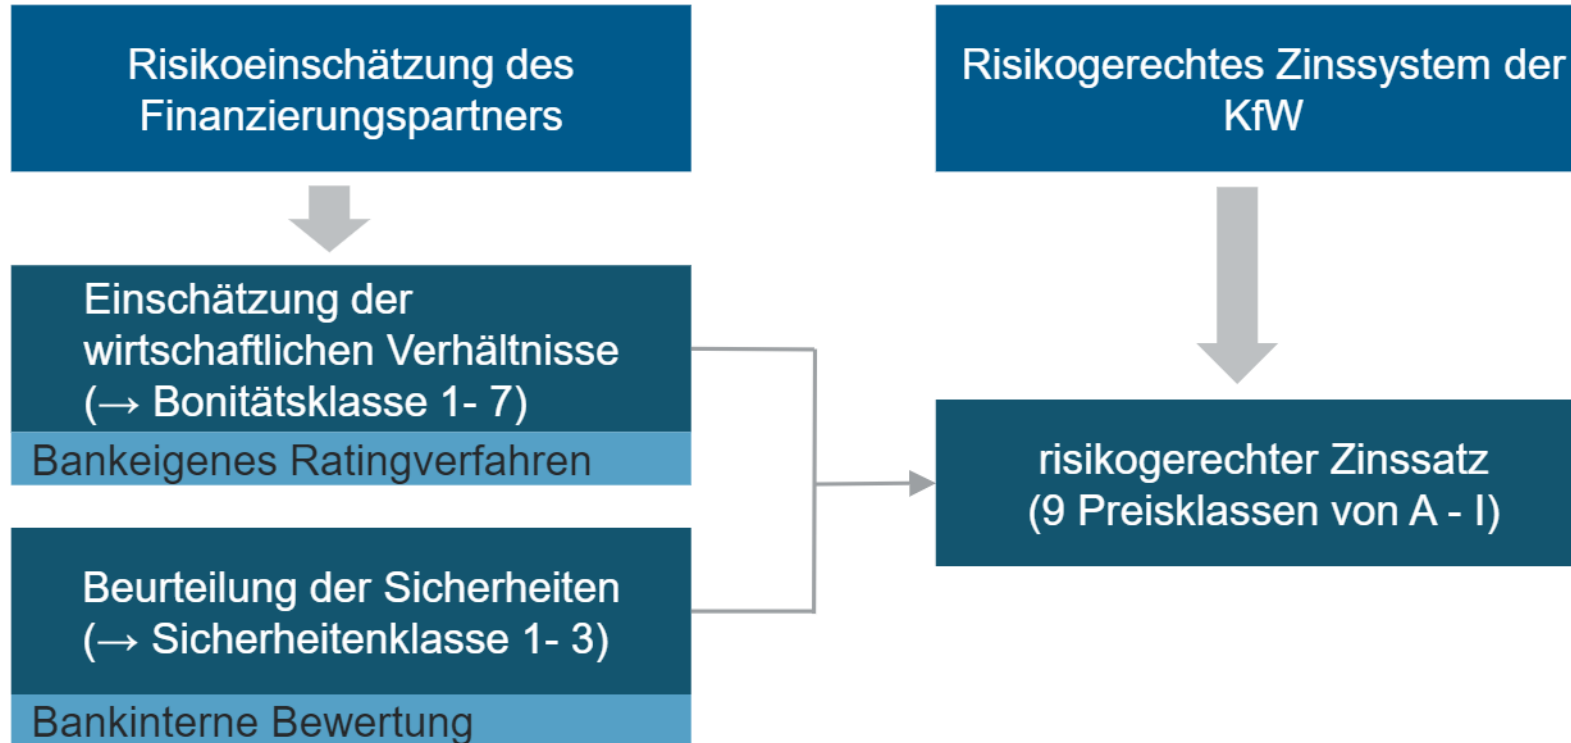 Risikoeinschätzung des
Finanzierungspartners
Risikogerechtes Zinssystem der
KfW
Einschätzung der
wirtschaftlichen Verhältnisse
(→ Bonitätsklasse 1- 7)
Bankeigenes Ratingverfahren
Beurteilung der Sicherheiten
(→ Sicherheitenklasse 1- 3)
Bankinterne Bewertung
risikogerechter Zinssatz
(9 Preisklassen von A - I)